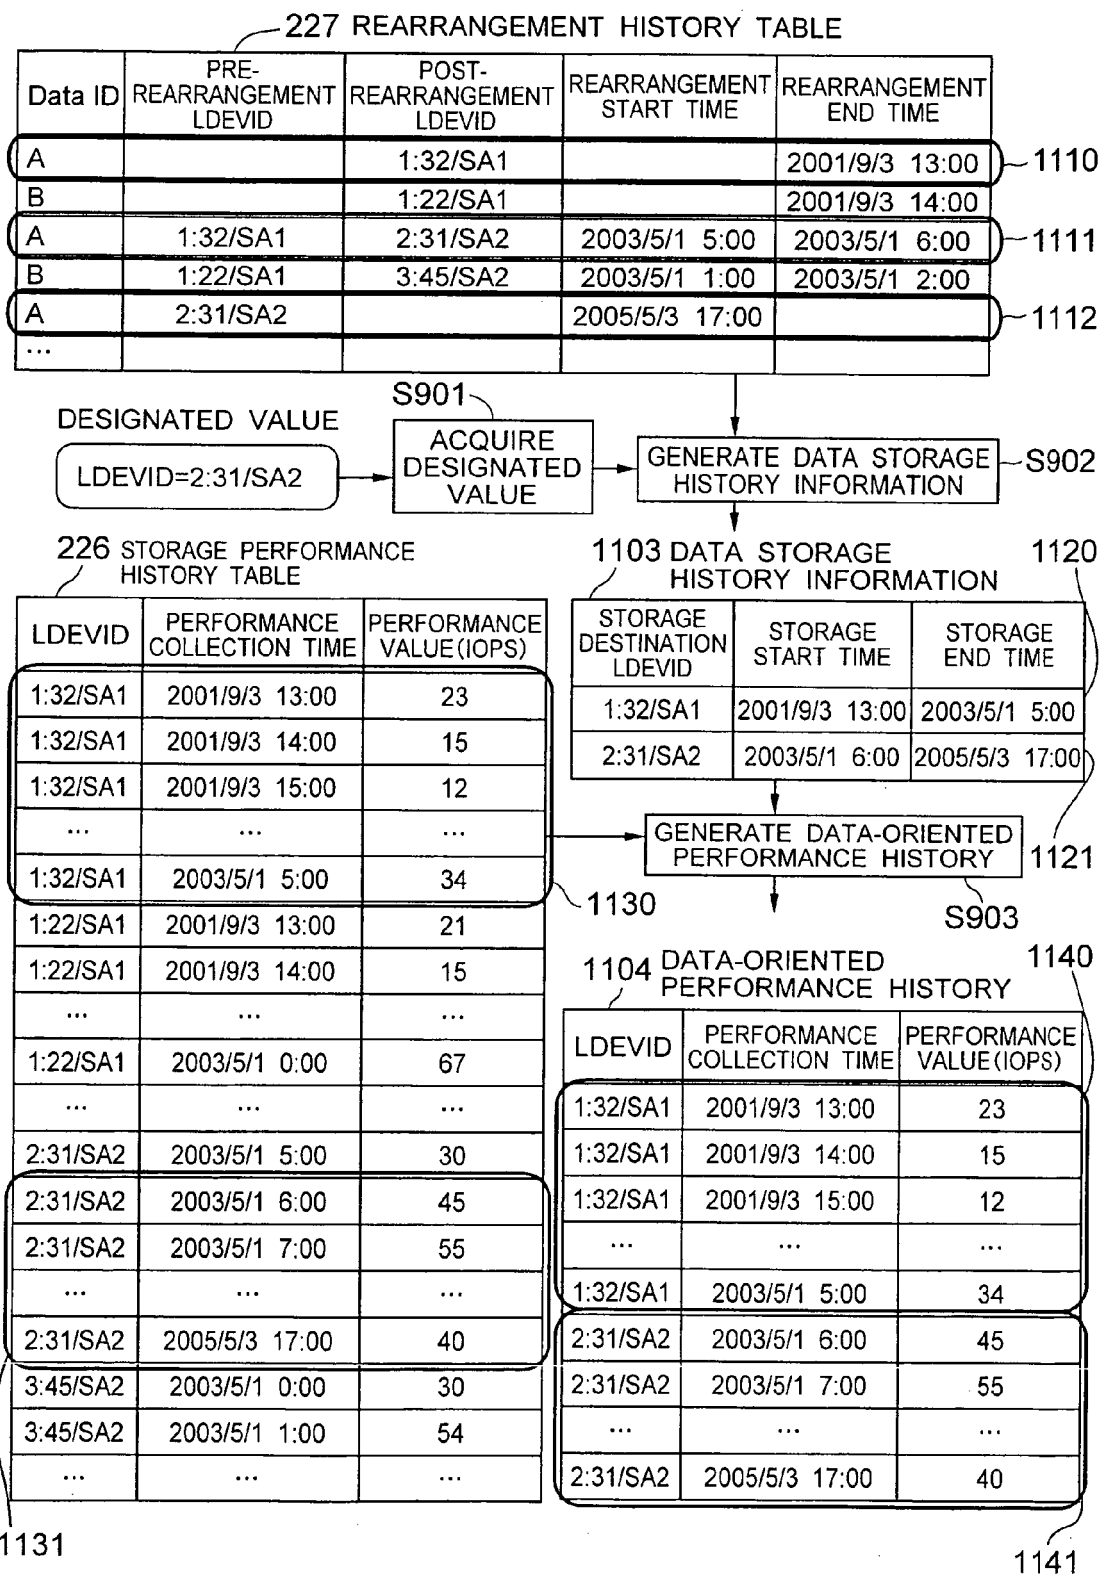 227 REARRANGEMENT HISTORY TABLE
Data ID PRE-REARRANGEMENT LDEVID POST-REARRANGEMENT LDEVID REARRANGEMENT START TIME REARRANGEMENT END TIME
A 1:32/SA1 2001/9/3 13:00 1110
B 1:22/SA1 2001/9/3 14:00
A 1:32/SA1 2:31/SA2 2003/5/1 5:00 2003/5/1 6:00 1111
B 1:22/SA1 3:45/SA2 2003/5/1 1:00 2003/5/1 2:00
A 2:31/SA2 2005/5/3 17:00 1112
...
DESIGNATED VALUE
LDEVID=2:31/SA2
S901
ACQUIRE
DESIGNATED
VALUE
GENERATE DATA STORAGE
HISTORY INFORMATION
S902
226 STORAGE PERFORMANCE
HISTORY TABLE
LDEVID PERFORMANCE COLLECTION TIME PERFORMANCE VALUE(IOPS)
1:32/SA1 2001/9/3 13:00 23
1:32/SA1 2001/9/3 14:00 15
1:32/SA1 2001/9/3 15:00 12
... ... ...
1:32/SA1 2003/5/1 5:00 34
1130
1:22/SA1 2001/9/3 13:00 21
1:22/SA1 2001/9/3 14:00 15
... ... ...
1:22/SA1 2003/5/1 0:00 67
... ... ...
2:31/SA2 2003/5/1 5:00 30
2:31/SA2 2003/5/1 6:00 45
2:31/SA2 2003/5/1 7:00 55
... ... ...
2:31/SA2 2005/5/3 17:00 40
3:45/SA2 2003/5/1 0:00 30
3:45/SA2 2003/5/1 1:00 54
... ... ...
1131
1103 DATA STORAGE
HISTORY INFORMATION
1120
STORAGE DESTINATION LDEVID STORAGE START TIME STORAGE END TIME
1:32/SA1 2001/9/3 13:00 2003/5/1 5:00
2:31/SA2 2003/5/1 6:00 2005/5/3 17:00
1121
GENERATE DATA-ORIENTED
PERFORMANCE HISTORY
S903
1104 DATA-ORIENTED
PERFORMANCE HISTORY
1140
LDEVID PERFORMANCE COLLECTION TIME PERFORMANCE VALUE(IOPS)
1:32/SA1 2001/9/3 13:00 23
1:32/SA1 2001/9/3 14:00 15
1:32/SA1 2001/9/3 15:00 12
... ... ...
1:32/SA1 2003/5/1 5:00 34
2:31/SA2 2003/5/1 6:00 45
2:31/SA2 2003/5/1 7:00 55
... ... ...
2:31/SA2 2005/5/3 17:00 40
1141